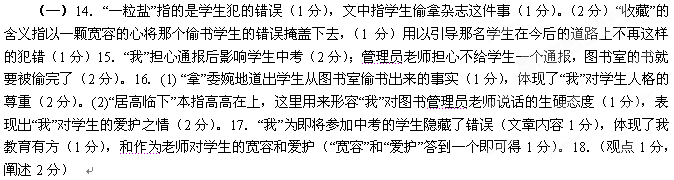 （一）14．“一粒盐”指的是学生犯的错误（1 分），文中指学生偷拿杂志这件事（1 分）。（2 分）“收藏”的
含义指以一颗宽容的心将那个偷书学生的错误掩盖下去，（1 分）用以引导那名学生在今后的道路上不再这样
的犯错（1 分）15．“我”担心通报后影响学生中考（2 分）；管理员老师担心不给学生一个通报，图书室的书就
要被偷完了（2 分）。16．(1) “拿”委婉地道出学生从图书室偷书出来的事实（1 分），体现了“我”对学生人格的
尊重（2 分）。(2)“居高临下”本指高高在上，这里用来形容“我”对图书管理员老师说话的生硬态度（1 分），表
现出“我”对学生的爱护之情（2 分）。17．“我”为即将参加中考的学生隐藏了错误（文章内容 1 分），体现了我
教育有方（1 分），和作为老师对学生的宽容和爱护（“宽容”和“爱护”答到一个即可得 1 分）。18．（观点 1 分，
阐述 2 分）